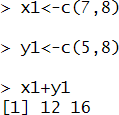 > x1<-c(7,8)
> y1<-c(5,8)
> x1+y1
[1] 12 16